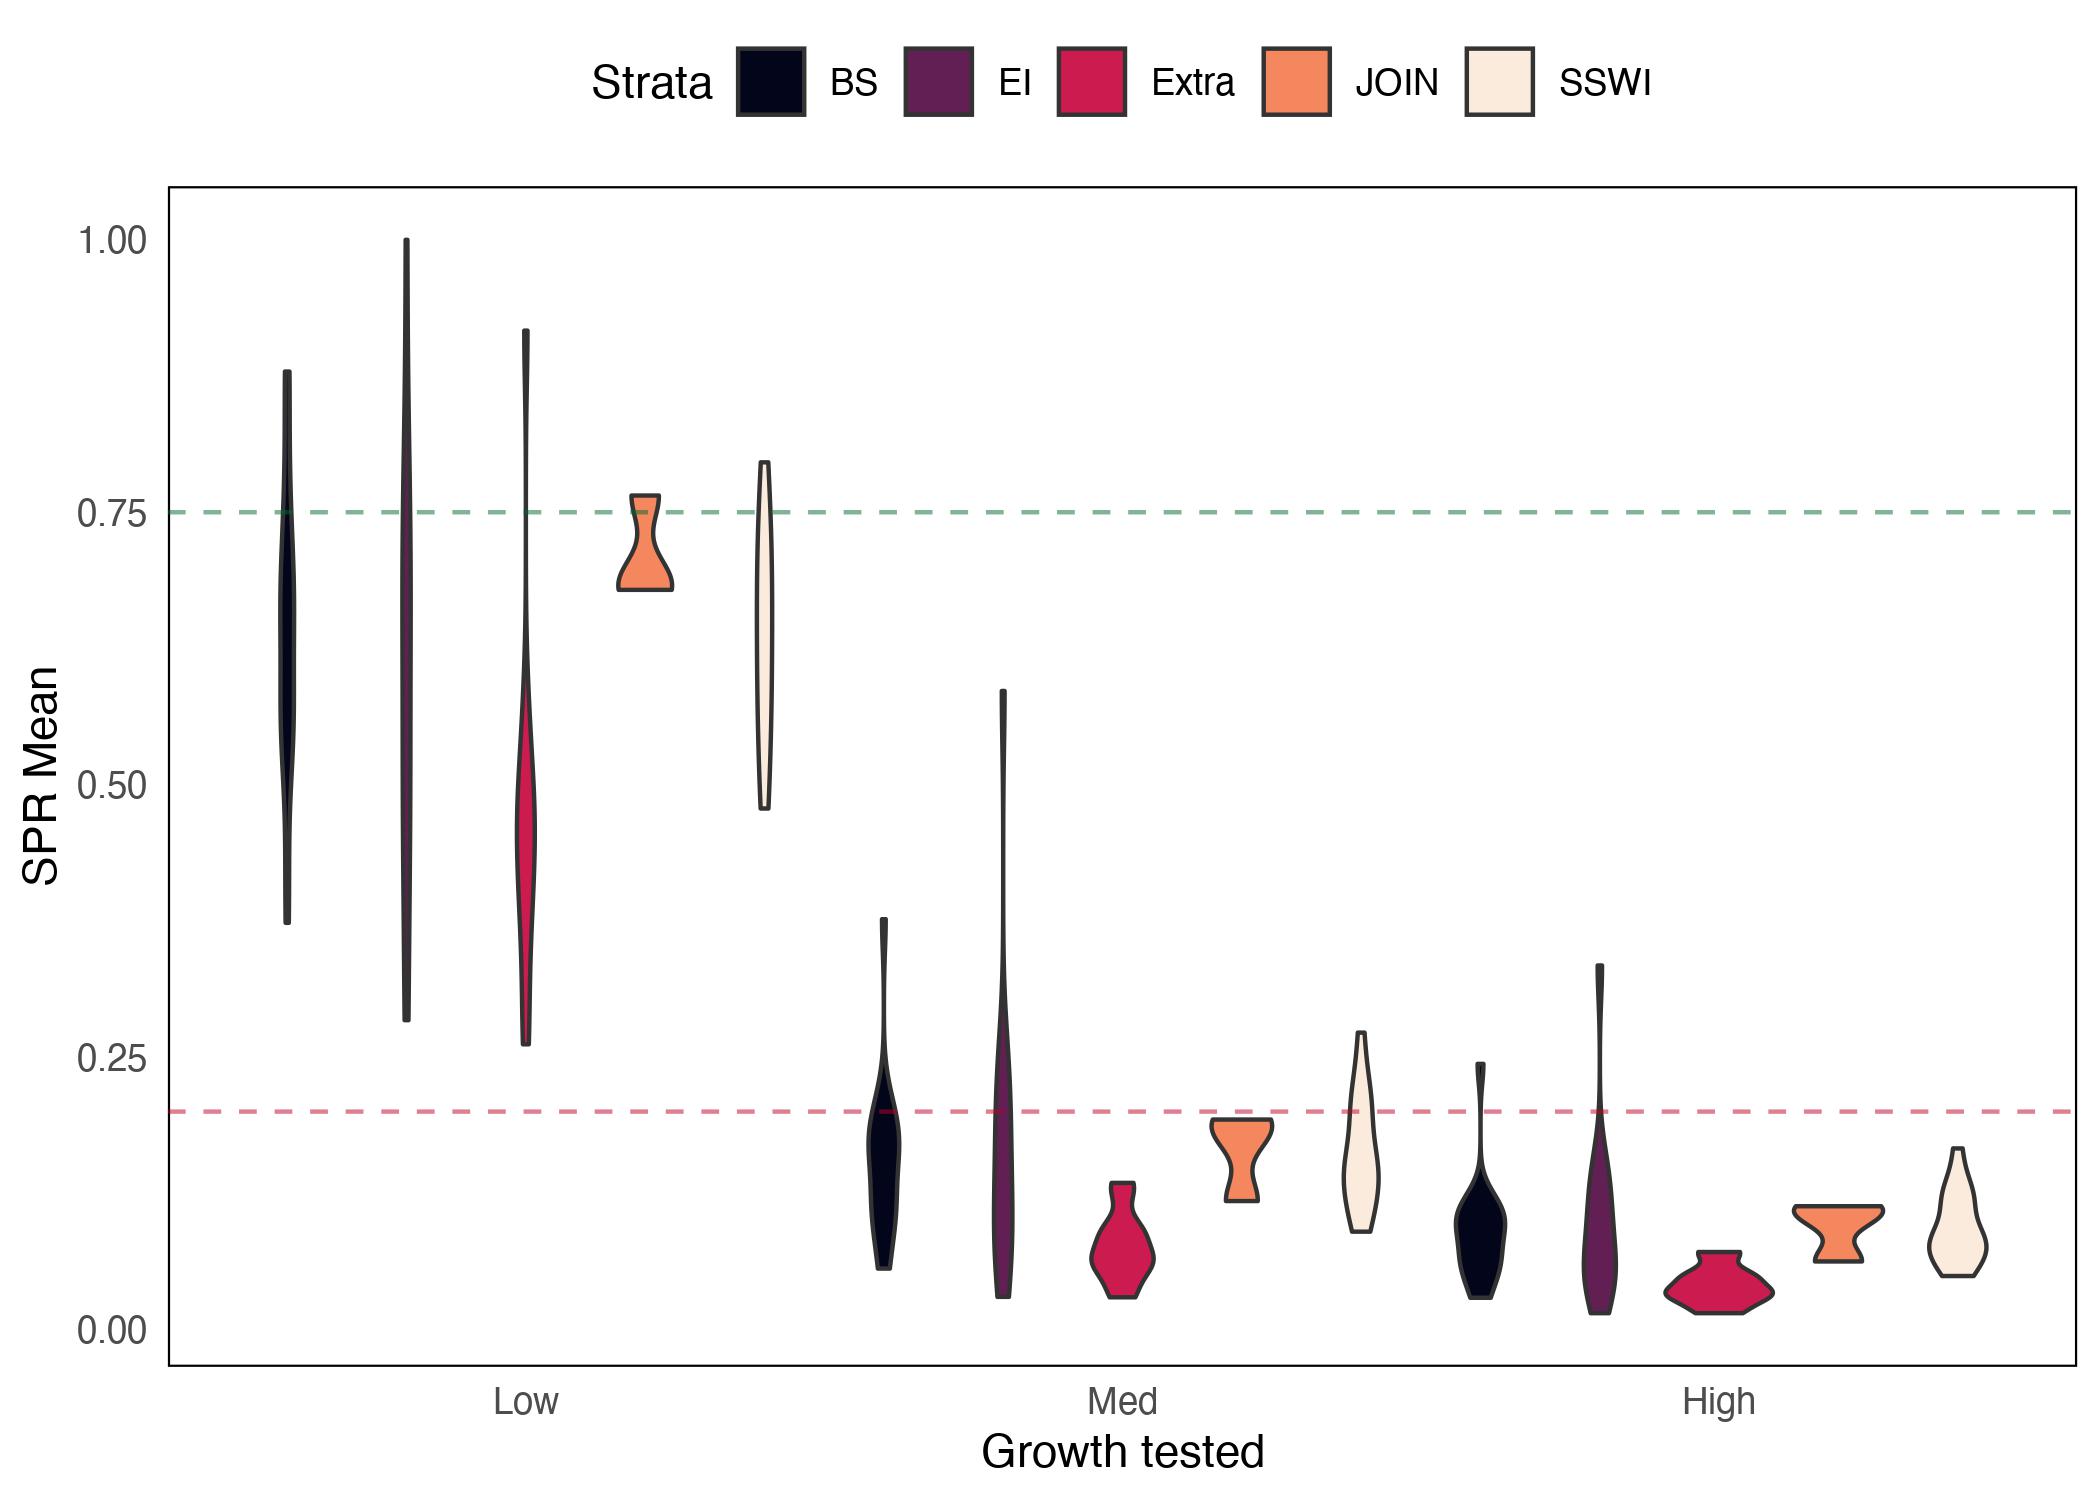 Strata BS EI Extra JOIN SSWI
1.00
0.75
0.50
0.25
0.00
SPR Mean
Low Med High
Growth tested